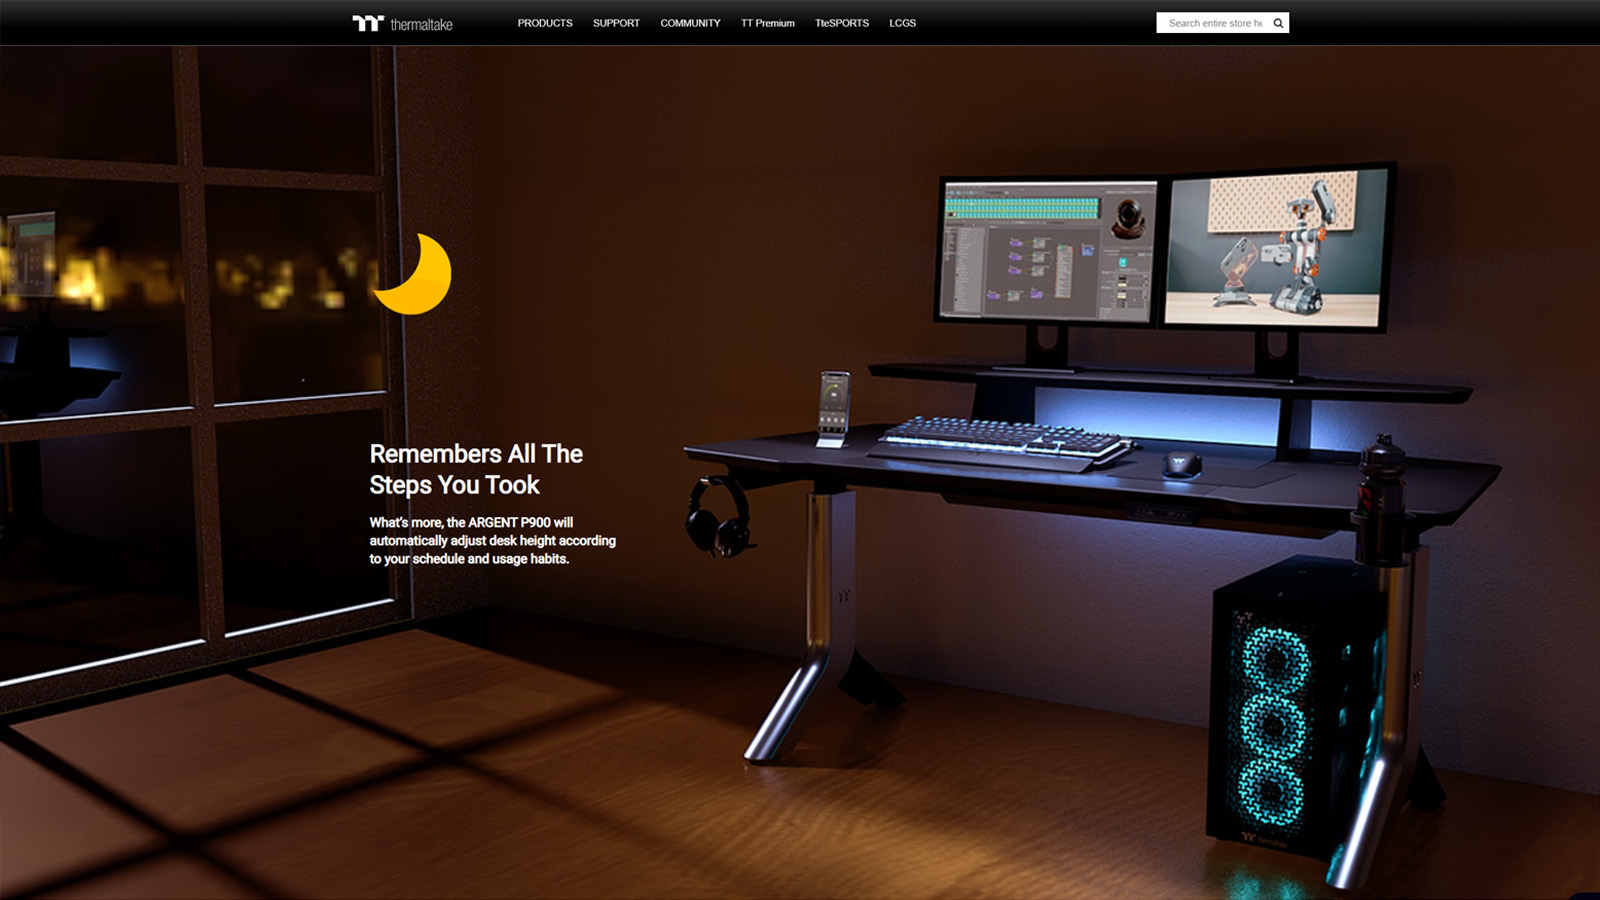 thermaltake
PRODUCTS
SUPPORT
COMMUNITY
TT Premium
TteSPORTS
LCGS
Search entire store he
Remembers All The
Steps You Took
What's more, the ARGENT P900 will
automatically adjust desk height according
to your schedule and usage habits.